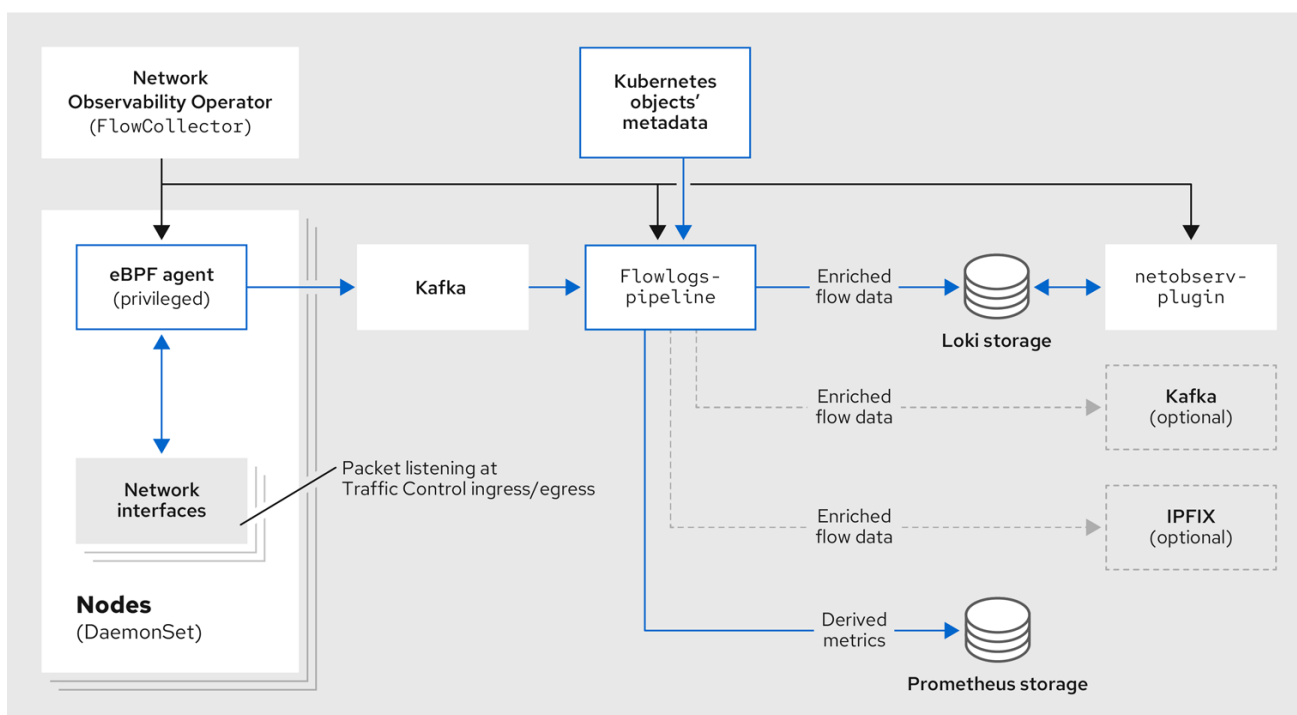 Network
Observability Operator
(FlowCollector)
Kubernetes
objects’
metadata
eBPF agent
(privileged)
Kafka
Flowlogs-
pipeline
Enriched
flow data
Loki storage
netobserv-
plugin
Enriched
flow data
Kafka
(optional)
Network
interfaces
Packet listening at
Traffic Control ingress/egress
Enriched
flow data
IPFIX
(optional)
Nodes
(DaemonSet)
Derived
metrics
Prometheus storage